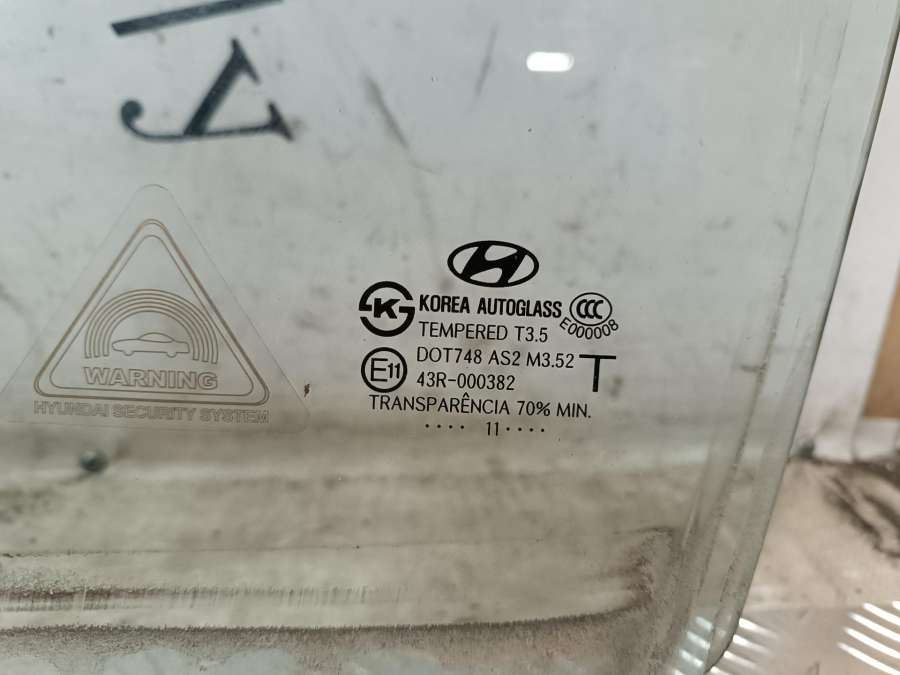 KOREA AUTOGLASS
CCC
E000008
K
TEMPERED T3.5
DOT748 AS2 M3.52
T
E11
43R-000382
TRANSPARÊNCIA 70% MIN.
.... 11 ....
WARNING
HYUNDAI SECURITY SYSTEM